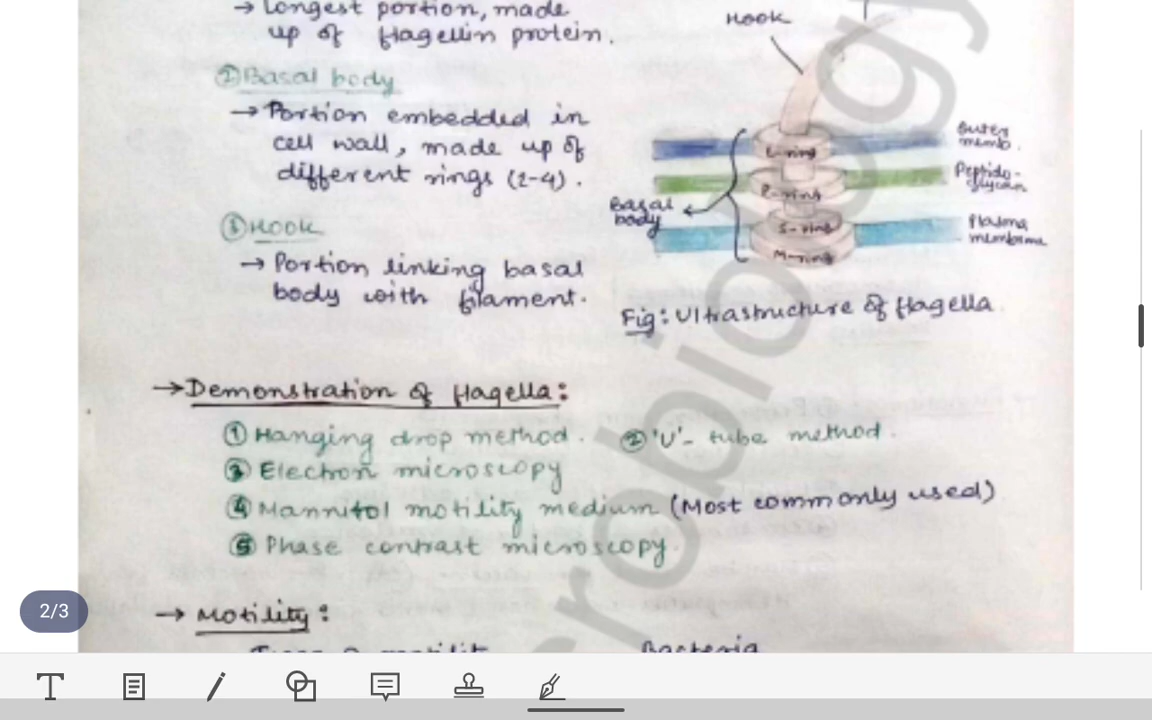 → Longest portion, made
up of flagellin protein.
② Basal body
→ Portion embedded in
cell wall, made up of
different rings (2-4).
③ Hook
→ Portion linking basal
body with filament.
Hook
L-ring
P-ring
S-ring
M-ring
Basal
body
Outer
memb.
Peptido-
glycan
Plasma
membrane
Fig: Ultrastructure of flagella
→ Demonstration of flagella:
① Hanging drop method. ② 'U'- tube method.
③ Electron microscopy
④ Mannitol motility medium (Most commonly used)
⑤ Phase contrast microscopy.
→ Motility:
Bacteria
robiology
2/3
T